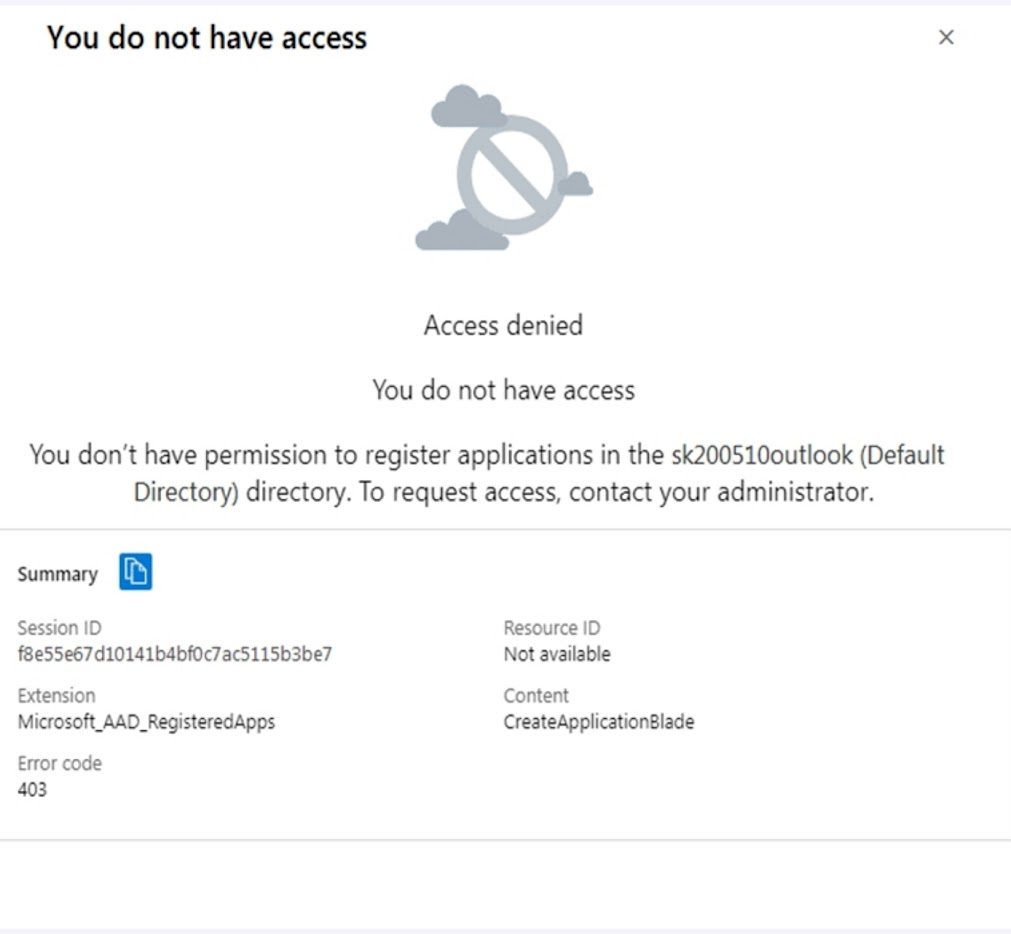 You do not have access
Access denied
You do not have access
You don't have permission to register applications in the sk200510outlook (Default
Directory) directory. To request access, contact your administrator.
Summary
Session ID
f8e55e67d10141b4bf0c7ac5115b3be7
Resource ID
Not available
Extension
Microsoft_AAD_RegisteredApps
Content
CreateApplicationBlade
Error code
403